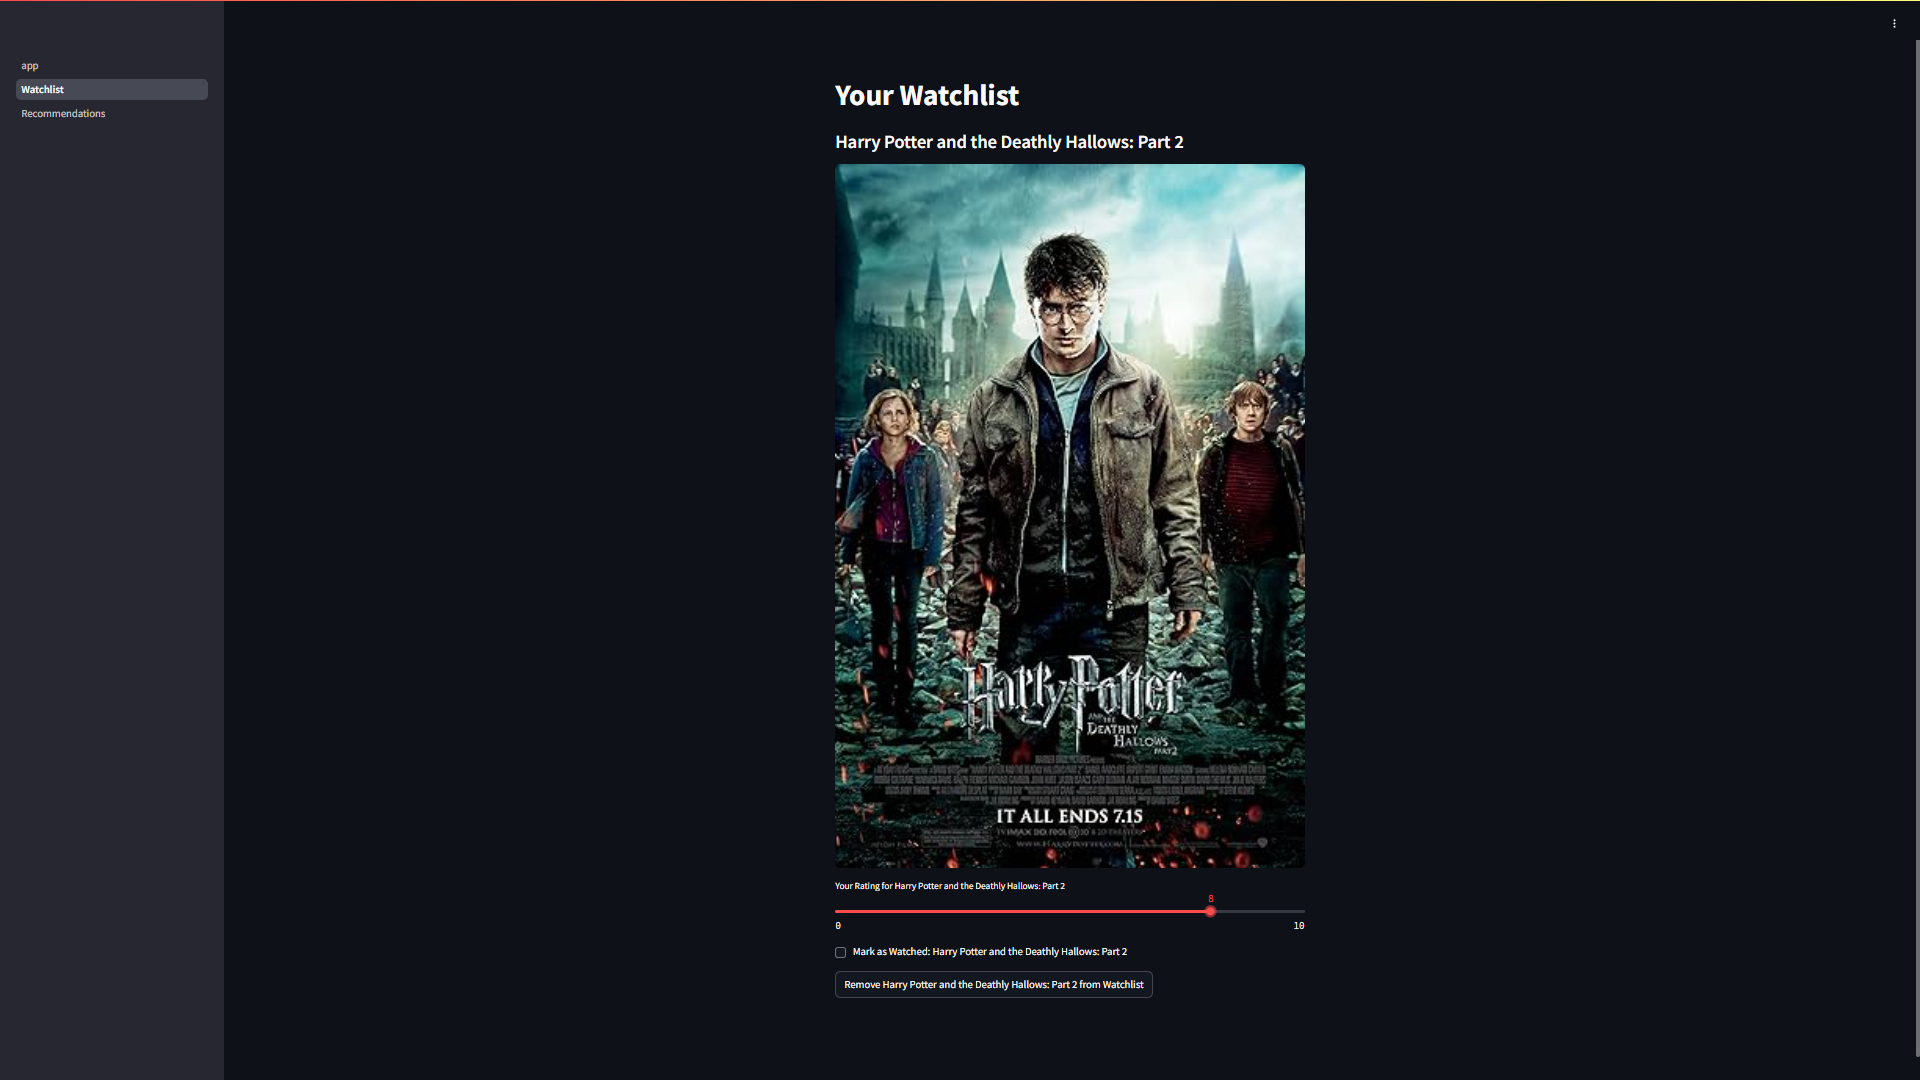 app
Watchlist
Recommendations
Your Watchlist
Harry Potter and the Deathly Hallows: Part 2
Harry Potter
AND THE
DEATHLY
HALLOWS
PART 2
IT ALL ENDS 7.15
WWW.HARRYPOTTER.COM
Your Rating for Harry Potter and the Deathly Hallows: Part 2
8
0 10
Mark as Watched: Harry Potter and the Deathly Hallows: Part 2
Remove Harry Potter and the Deathly Hallows: Part 2 from Watchlist